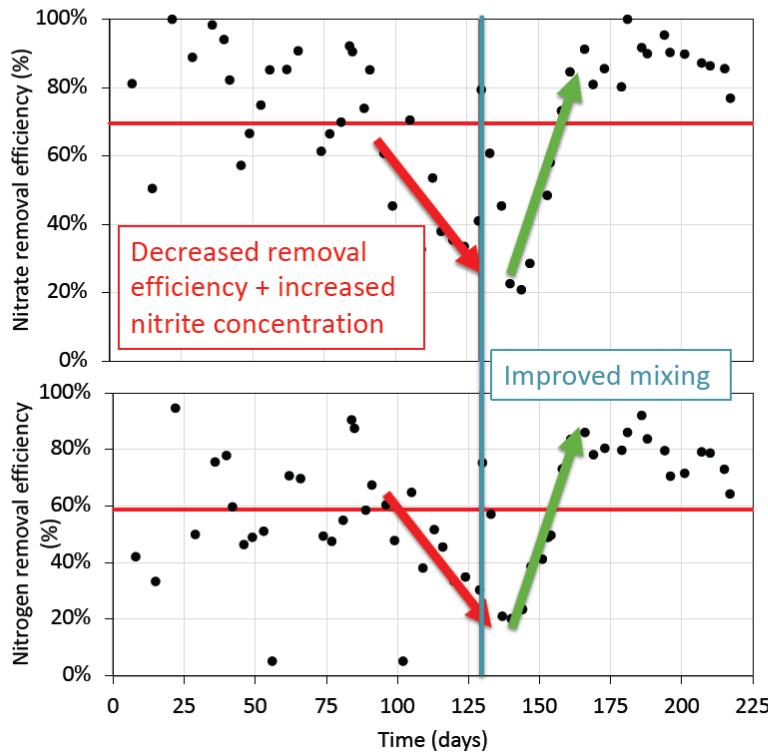 Nitrate removal efficiency (%)
100%
80%
60%
40%
20%
0%
Decreased removal
efficiency + increased
nitrite concentration
Improved mixing
Nitrogen removal efficiency
(%)
100%
80%
60%
40%
20%
0%
0 25 50 75 100 125 150 175 200 225
Time (days)